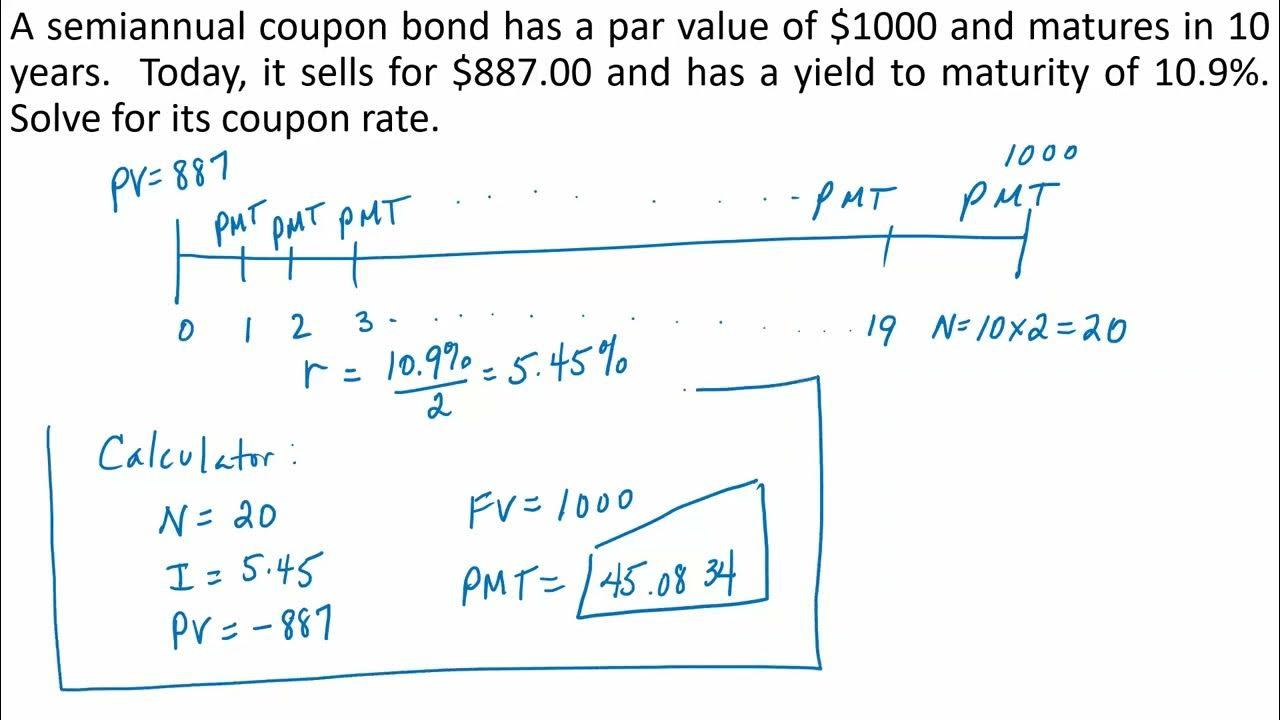 A semiannual coupon bond has a par value of $1000 and matures in 10
years. Today, it sells for $887.00 and has a yield to maturity of 10.9%.
Solve for its coupon rate.
1000
PV = 887
PMT PMT PMT . . . . . . . - PMT PMT
0 1 2 3 - . . . . . . . . . . . . 19 N = 10 × 2 = 20
r = 10.9% / 2 = 5.45%
Calculator :
N = 20 FV = 1000
I = 5.45 PMT = 45.0834
PV = -887